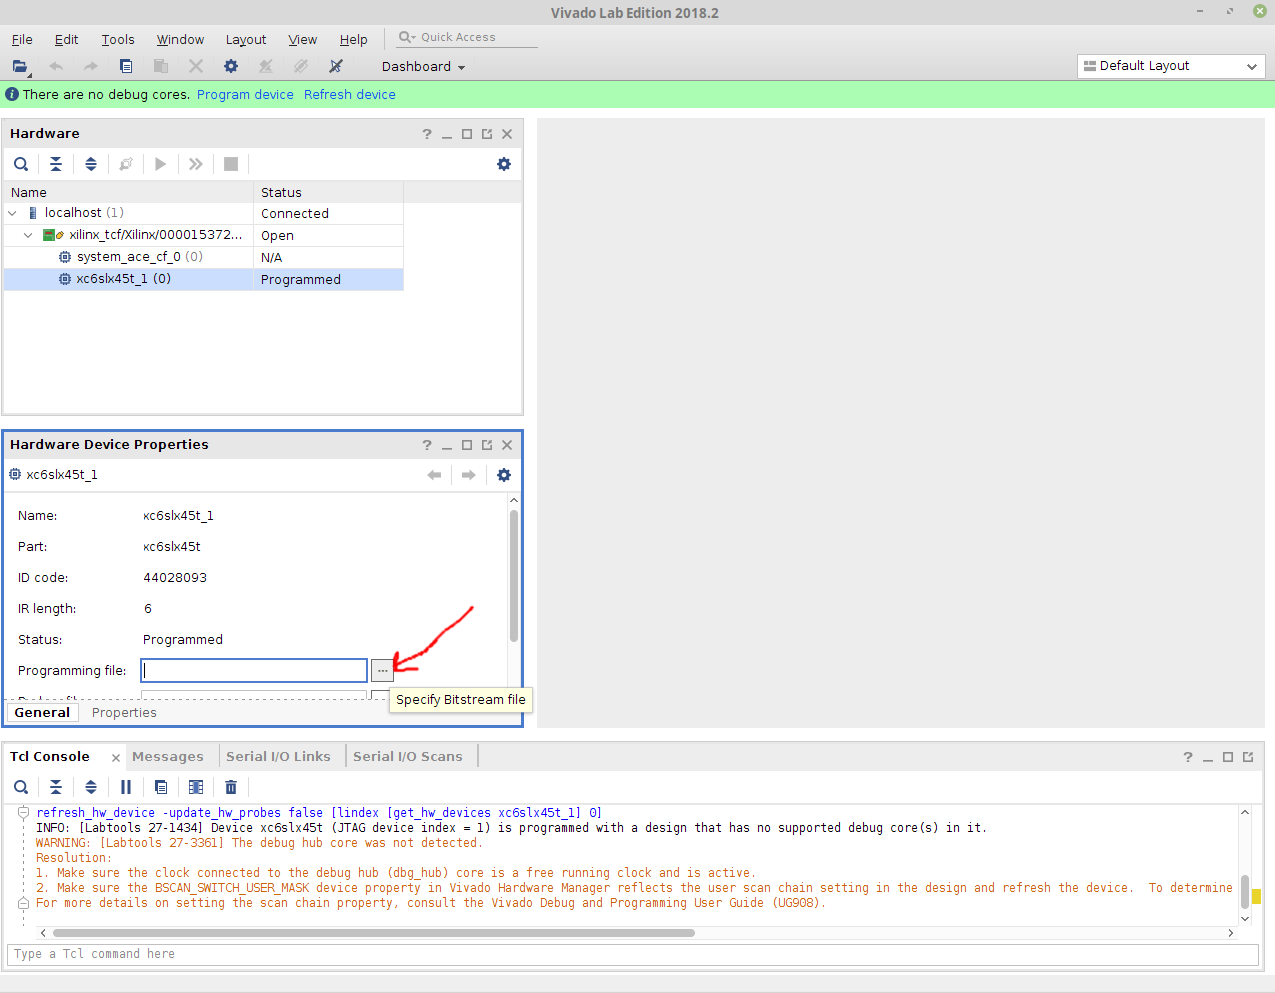 Vivado Lab Edition 2018.2
File Edit Tools Window Layout View Help Quick Access
Dashboard Default Layout
There are no debug cores. Program device Refresh device
Hardware
Name Status
localhost (1) Connected
xilinx_tcf/Xilinx/000015372... Open
system_ace_cf_0 (0) N/A
xc6slx45t_1 (0) Programmed
Hardware Device Properties
xc6slx45t_1
Name: xc6slx45t_1
Part: xc6slx45t
ID code: 44028093
IR length: 6
Status: Programmed
Programming file: ...
Specify Bitstream file
General Properties
Tcl Console Messages Serial I/O Links Serial I/O Scans
refresh_hw_device -update_hw_probes false [lindex [get_hw_devices xc6slx45t_1] 0]
INFO: [Labtools 27-1434] Device xc6slx45t (JTAG device index = 1) is programmed with a design that has no supported debug core(s) in it.
WARNING: [Labtools 27-3361] The debug hub core was not detected.
Resolution:
1. Make sure the clock connected to the debug hub (dbg_hub) core is a free running clock and is active.
2. Make sure the BSCAN_SWITCH_USER_MASK device property in Vivado Hardware Manager reflects the user scan chain setting in the design and refresh the device.  To determine
For more details on setting the scan chain property, consult the Vivado Debug and Programming User Guide (UG908).
Type a Tcl command here